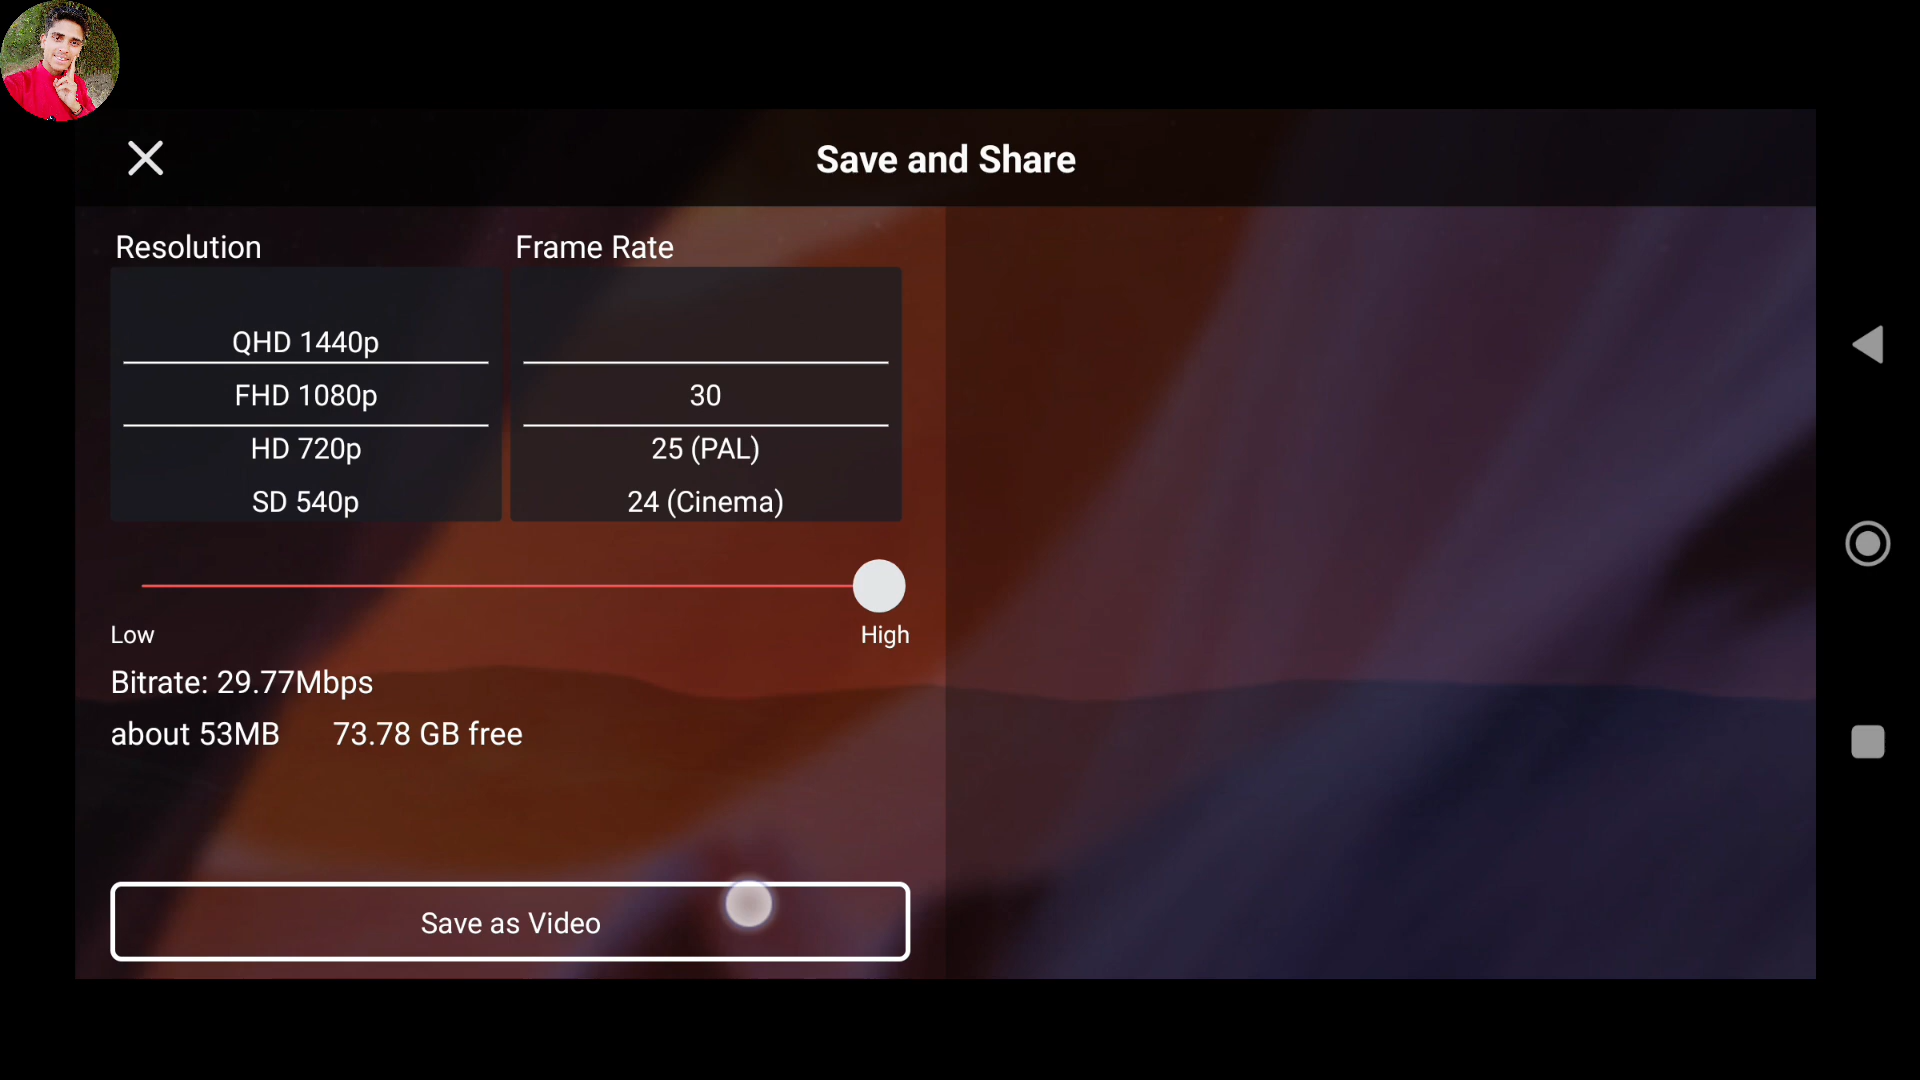 Save and Share
Resolution
Frame Rate
QHD 1440p
FHD 1080p
HD 720p
SD 540p
30
25 (PAL)
24 (Cinema)
Low
High
Bitrate: 29.77Mbps
about 53MB 73.78 GB free
Save as Video